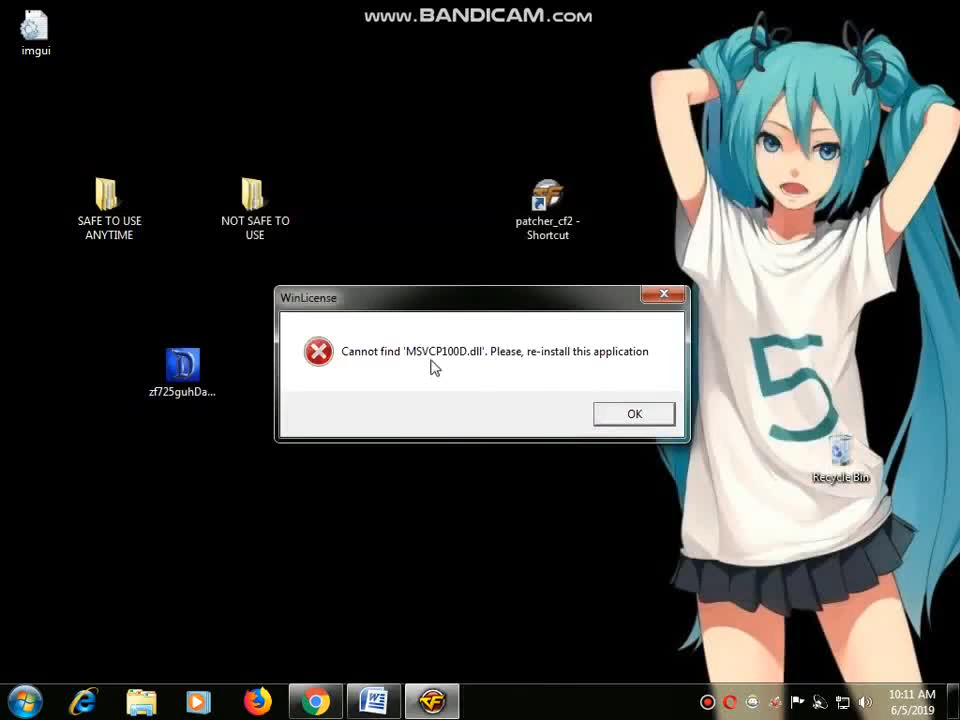 www.BANDICAM.com
imgui
SAFE TO USE
ANYTIME
NOT SAFE TO
USE
patcher_cf2 -
Shortcut
WinLicense
Cannot find 'MSVCP100D.dll'. Please, re-install this application
OK
zf725guhDa...
5
Recycle Bin
10:11 AM
6/5/2019